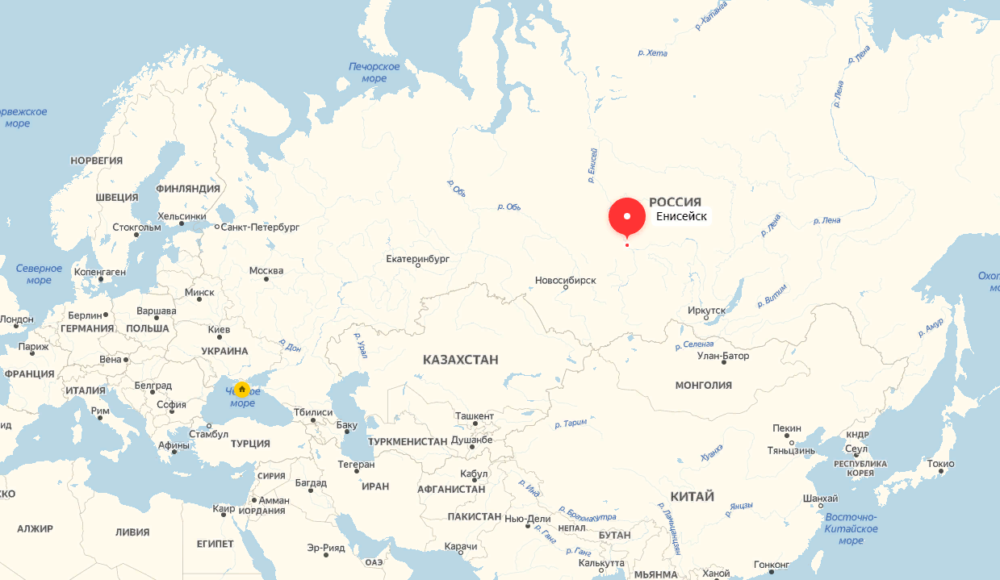 р. Хатанга
р. Хета
р. Лена
Печорское
море
р. Лена
море
НОРВЕГИЯ
р. Енисей
ШВЕЦИЯ
ФИНЛЯНДИЯ
р. Обь
р. Обь
РОССИЯ
Енисейск
Хельсинки
Стокгольм
Санкт-Петербург
р. Лена
р. Лена
Северное
море
Копенгаген
Москва
Екатеринбург
Новосибирск
Минск
р. Витим
Берлин
Варшава
Иркутск
Лондон
ГЕРМАНИЯ
ПОЛЬША
Киев
р. Амур
Париж
УКРАИНА
р. Дон
р. Урал
р. Селенга
Вена
КАЗАХСТАН
Улан-Батор
ФРАНЦИЯ
ИТАЛИЯ
Белград
МОНГОЛИЯ
море
Рим
София
Тбилиси
Баку
Ташкент
р. Тарим
Стамбул
Пекин
КНДР
Афины
ТУРЦИЯ
ТУРКМЕНИСТАН
Душанбе
Хуанхэ
Тяньцзинь
Сеул
Тегеран
РЕСПУБЛИКА
КОРЕЯ
Токио
СИРИЯ
Багдад
ИРАН
Кабул
АФГАНИСТАН
р. Инд
КИТАЙ
Шанхай
Амман
Каир
ИОРДАНИЯ
р. Янцзы
ПАКИСТАН
Нью-Дели
р. Брахмапутра
р. Ланьцанцзян
Восточно-
Китайское
море
АЛЖИР
ЛИВИЯ
НЕПАЛ
БУТАН
р. Ганг
ЕГИПЕТ
Эр-Рияд
Карачи
р. Ганг
ОАЭ
Калькутта
МЬЯНМА
Ханой
Гонконг